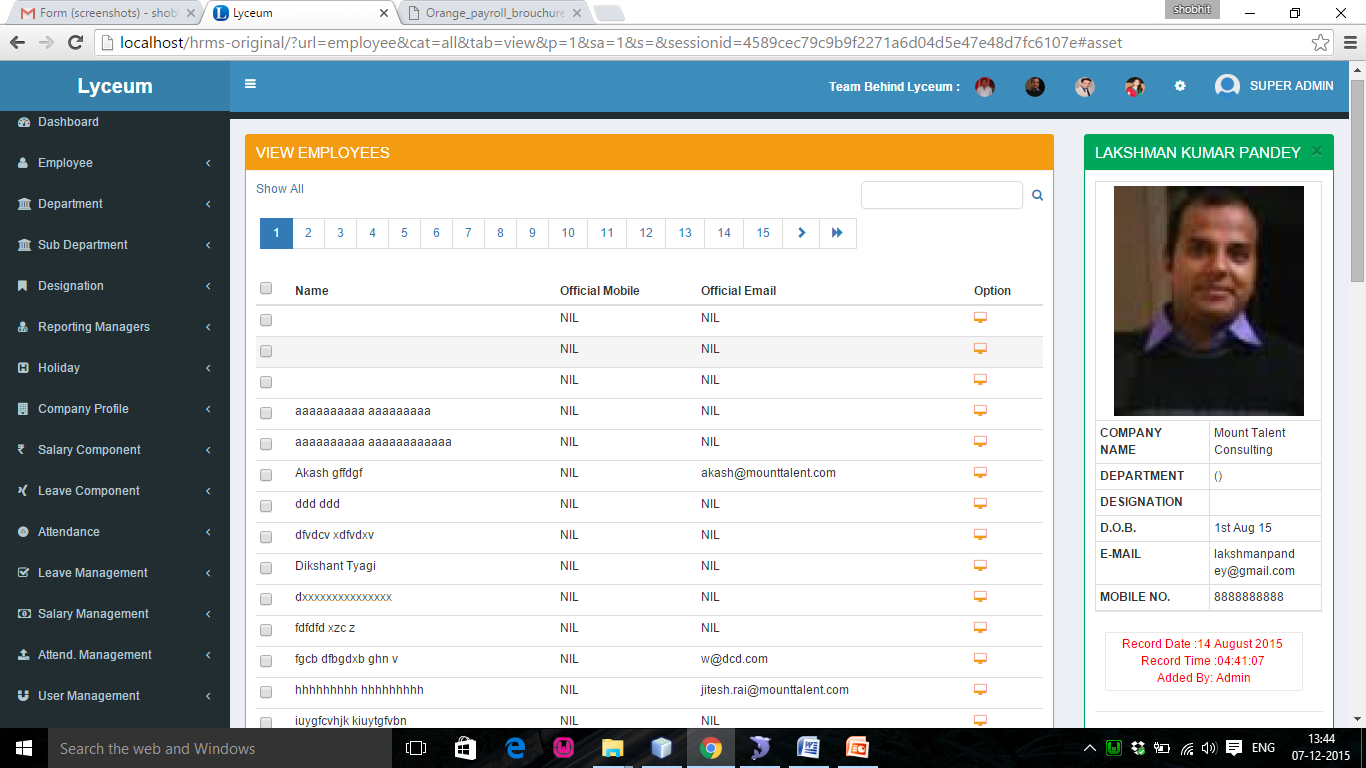 Form (screenshots) - shob
Lyceum
Orange_payroll_brouchure
shobhit
localhost/hrms-original/?url=employee&cat=all&tab=view&p=1&sa=1&s=&sessionid=4589cec79c9b9f2271a6d04d5e47e48d7fc6107e#asset
Lyceum
Team Behind Lyceum :
SUPER ADMIN
Dashboard
Employee
Department
Sub Department
Designation
Reporting Managers
Holiday
Company Profile
Salary Component
Leave Component
Attendance
Leave Management
Salary Management
Attend. Management
User Management
VIEW EMPLOYEES
Show All
1 2 3 4 5 6 7 8 9 10 11 12 13 14 15
Name Official Mobile Official Email Option
NIL NIL
NIL NIL
NIL NIL
aaaaaaaaaa aaaaaaaaa NIL NIL
aaaaaaaaaa aaaaaaaaaaaa NIL NIL
Akash gffdgf NIL akash@mounttalent.com
ddd ddd NIL NIL
dfvdcv xdfvdxv NIL NIL
Dikshant Tyagi NIL NIL
dxxxxxxxxxxxxxxx NIL NIL
fdfdfd xzc z NIL NIL
fgcb dfbgdxb ghn v NIL w@dcd.com
hhhhhhhhh hhhhhhhhh NIL jitesh.rai@mounttalent.com
iuygfcvhjk kiuytgfvbn NIL NIL
LAKSHMAN KUMAR PANDEY
COMPANY NAME Mount Talent Consulting
DEPARTMENT ()
DESIGNATION
D.O.B. 1st Aug 15
E-MAIL lakshmanpand
ey@gmail.com
MOBILE NO. 8888888888
Record Date :14 August 2015
Record Time :04:41:07
Added By: Admin
Search the web and Windows
ENG
13:44
07-12-2015